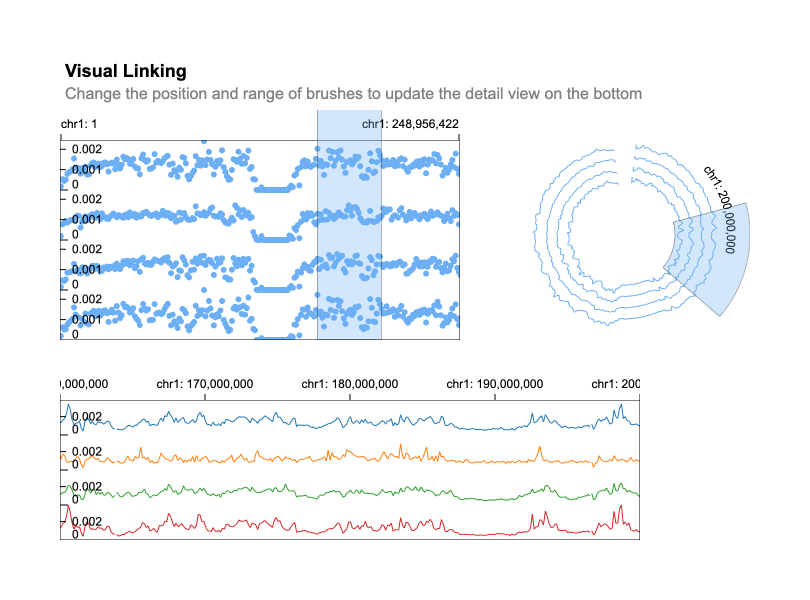 Visual Linking
Change the position and range of brushes to update the detail view on the bottom
chr1: 1
chr1: 248,956,422
0.002
0.001
0
0.002
0.001
0
0.002
0.001
0
0.002
0.001
0
chr1: 200,000,000
0,000,000
chr1: 170,000,000
chr1: 180,000,000
chr1: 190,000,000
chr1: 200
0.002
0
0.002
0
0.002
0
0.002
0